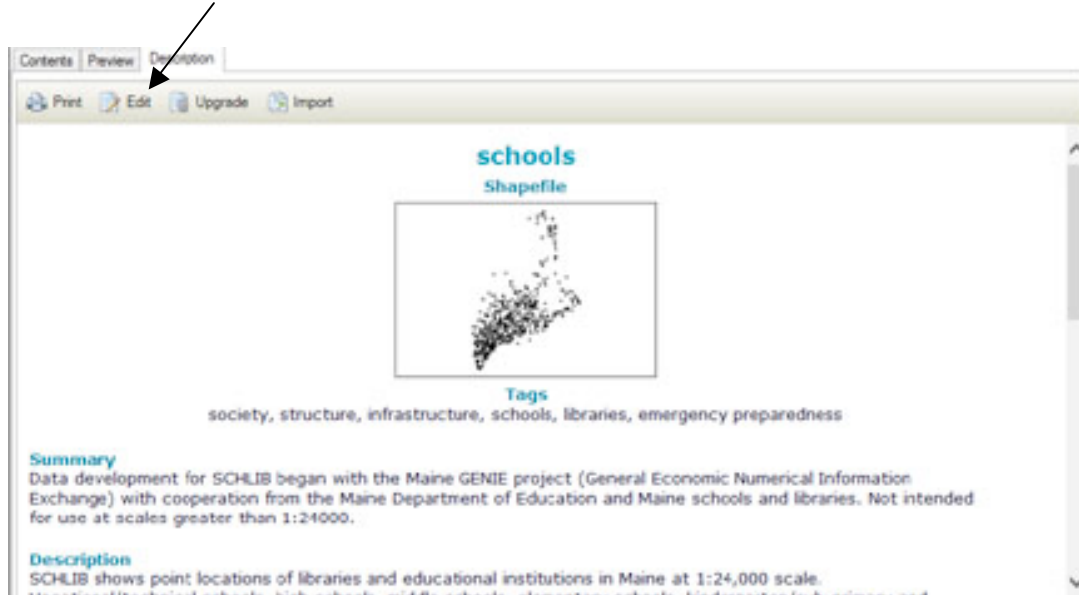 Contents Preview Description
Print Edit Upgrade Import
schools
Shapefile
Tags
society, structure, infrastructure, schools, libraries, emergency preparedness
Summary
Data development for SCHLIB began with the Maine GENIE project (General Economic Numerical Information
Exchange) with cooperation from the Maine Department of Education and Maine schools and libraries. Not intended
for use at scales greater than 1:24000.
Description
SCHLIB shows point locations of libraries and educational institutions in Maine at 1:24,000 scale.